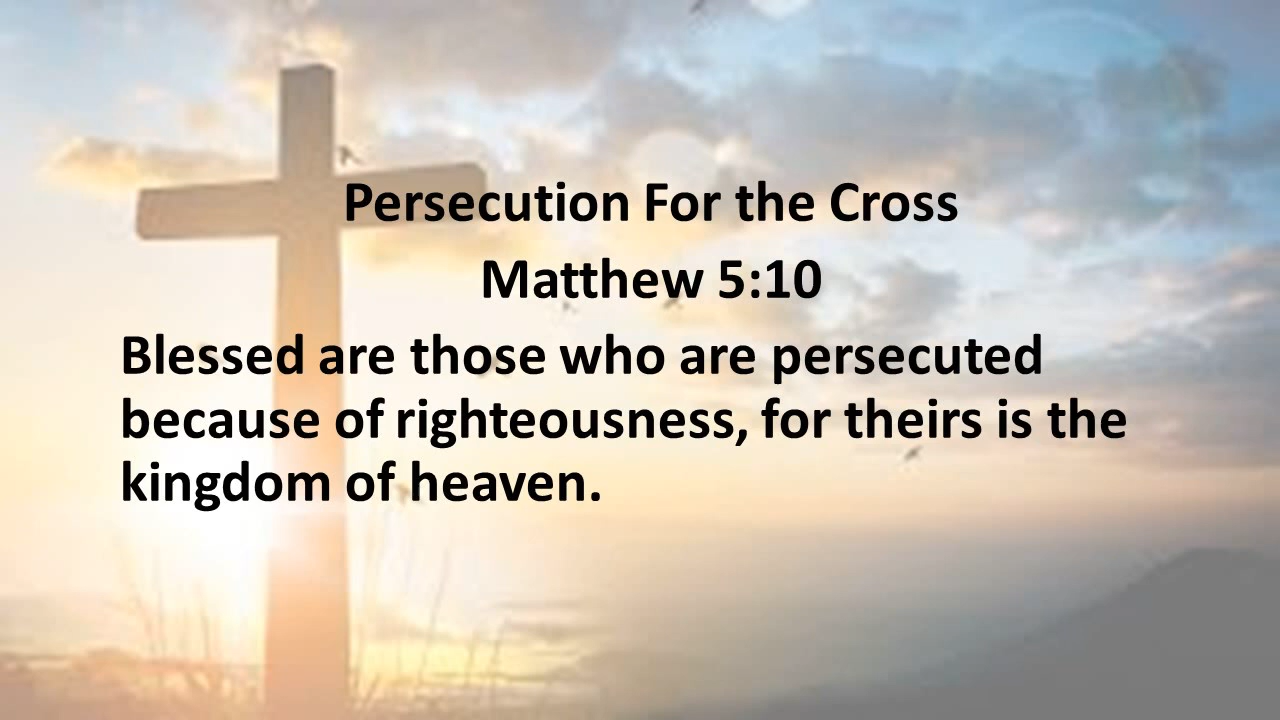 Persecution For the Cross
Matthew 5:10
Blessed are those who are persecuted
because of righteousness, for theirs is the
kingdom of heaven.